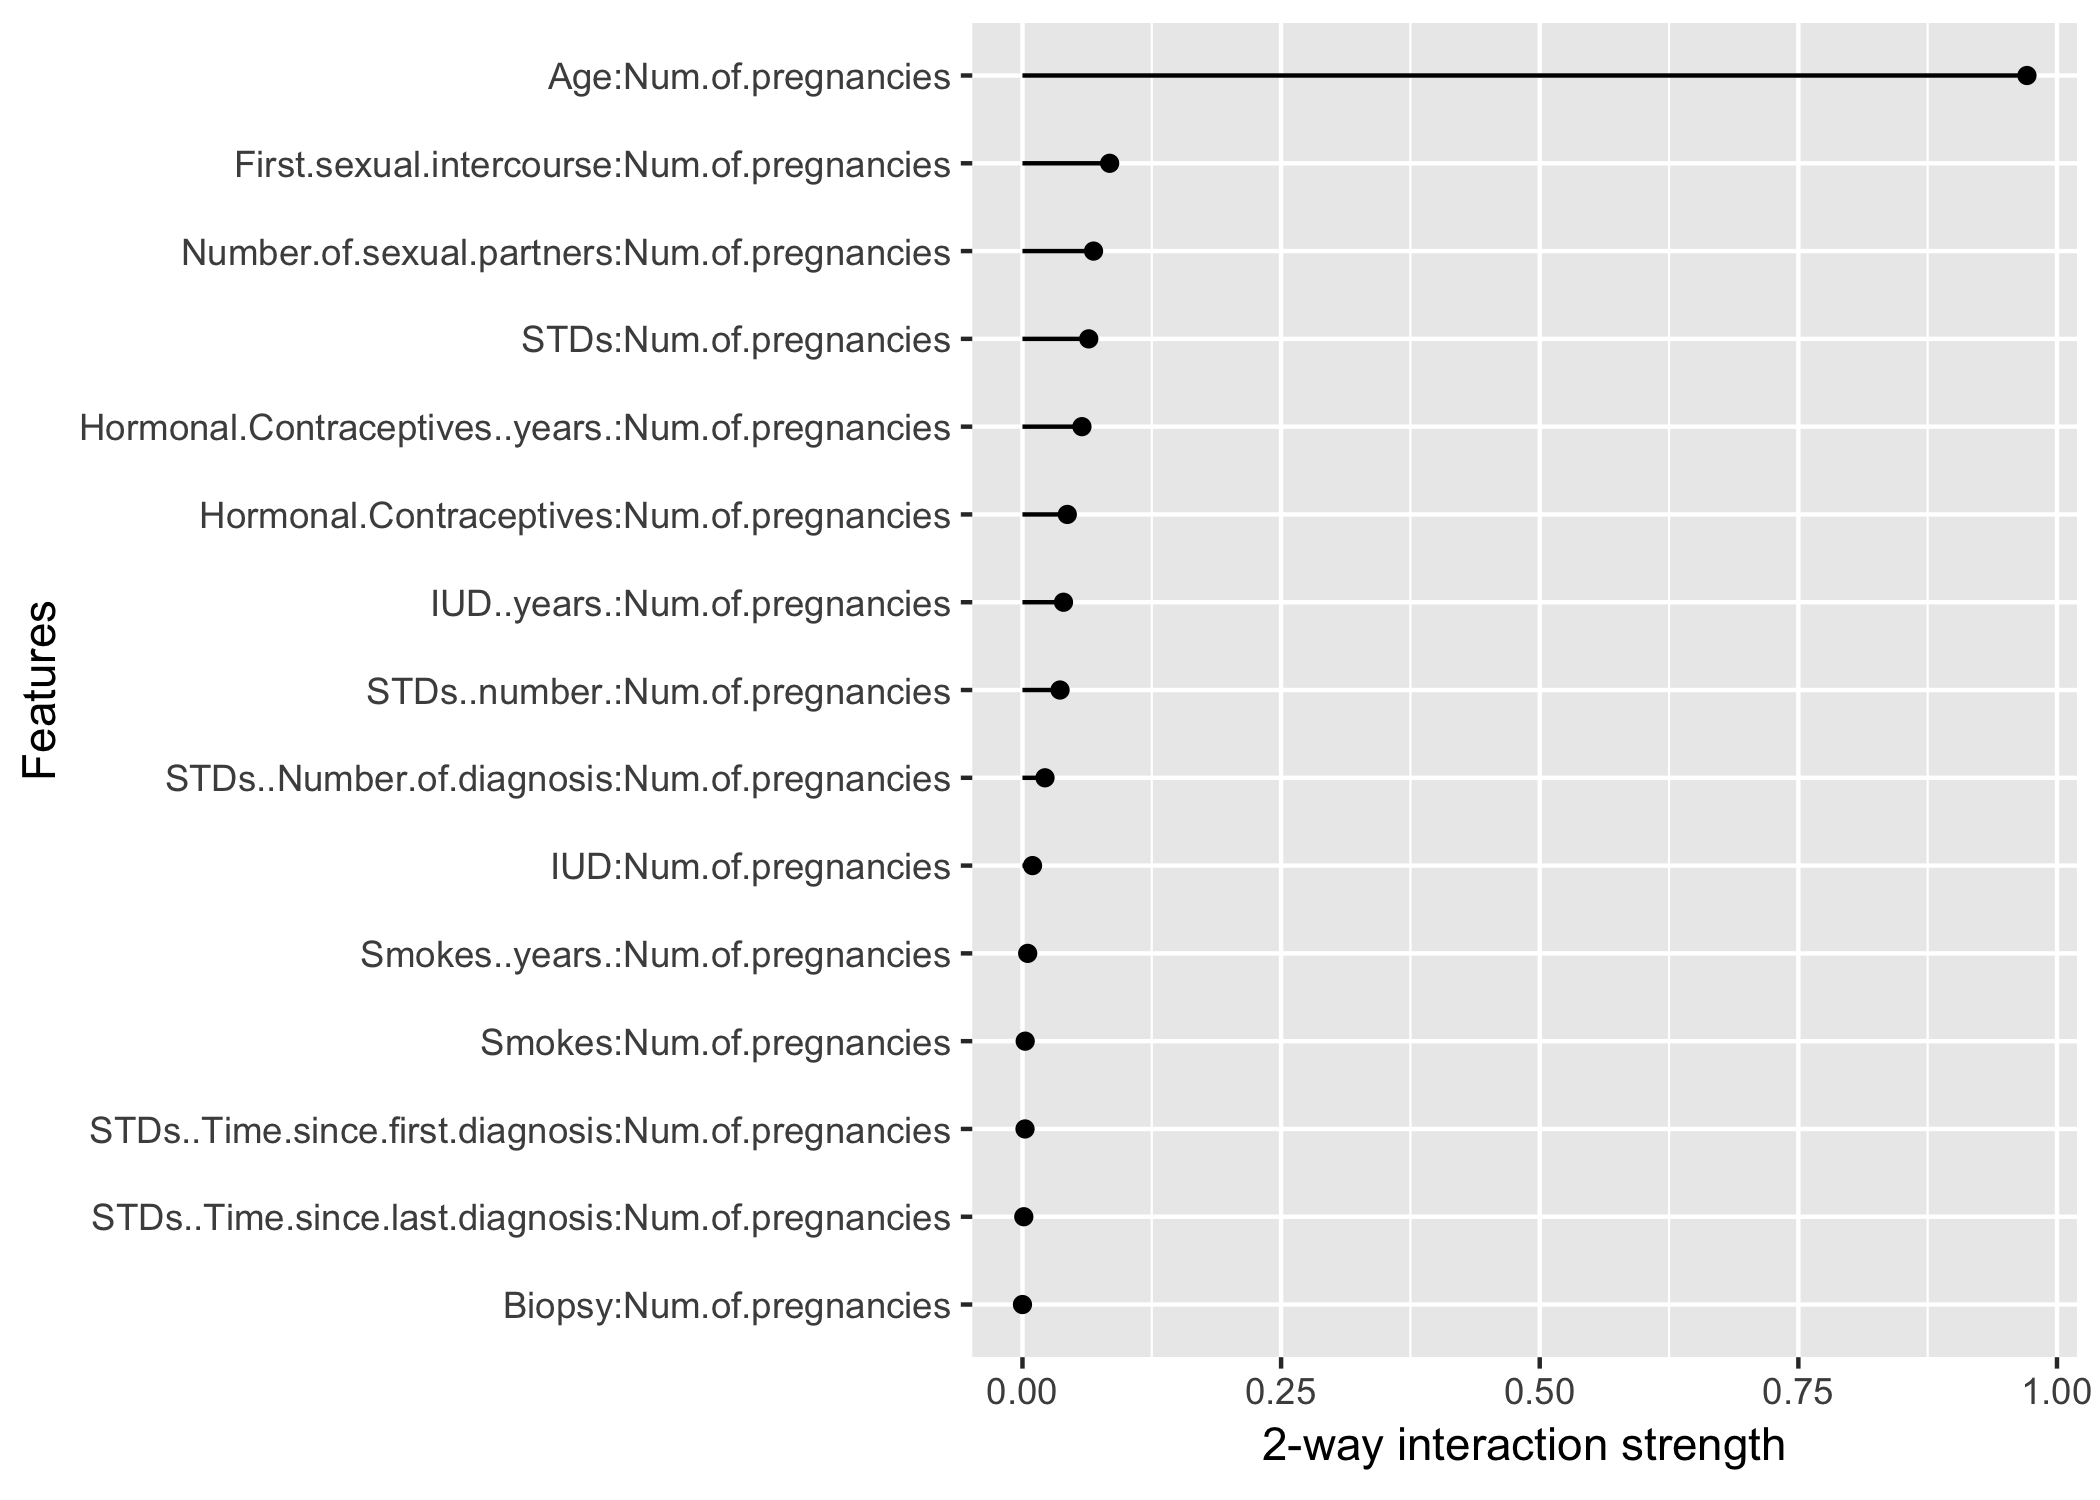 Features
Age:Num.of.pregnancies
First.sexual.intercourse:Num.of.pregnancies
Number.of.sexual.partners:Num.of.pregnancies
STDs:Num.of.pregnancies
Hormonal.Contraceptives..years.:Num.of.pregnancies
Hormonal.Contraceptives:Num.of.pregnancies
IUD..years.:Num.of.pregnancies
STDs..number.:Num.of.pregnancies
STDs..Number.of.diagnosis:Num.of.pregnancies
IUD:Num.of.pregnancies
Smokes..years.:Num.of.pregnancies
Smokes:Num.of.pregnancies
STDs..Time.since.first.diagnosis:Num.of.pregnancies
STDs..Time.since.last.diagnosis:Num.of.pregnancies
Biopsy:Num.of.pregnancies
0.00 0.25 0.50 0.75 1.00
2-way interaction strength